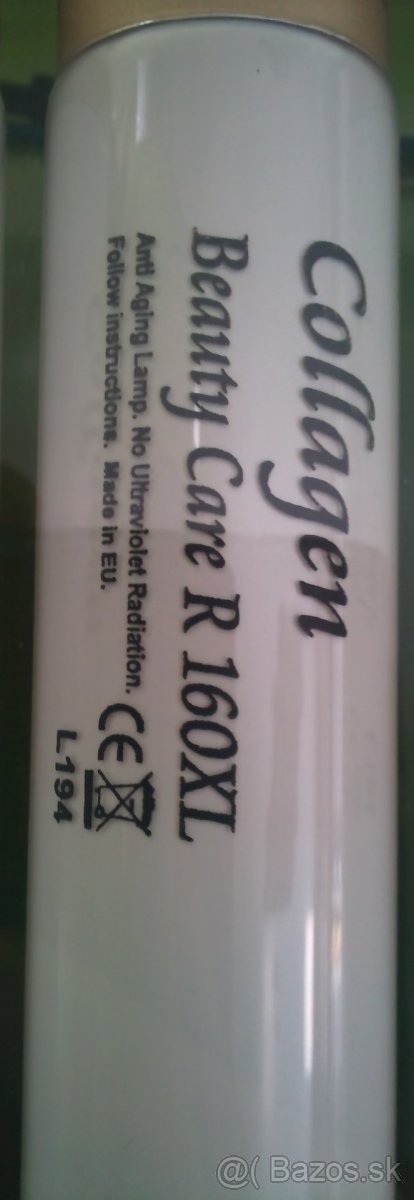 Collagen
Beauty Care R 160XL
Anti Aging Lamp. No Ultraviolet Radiation.
Follow instructions. Made in EU.
CE
L194
@( Bazos.sk